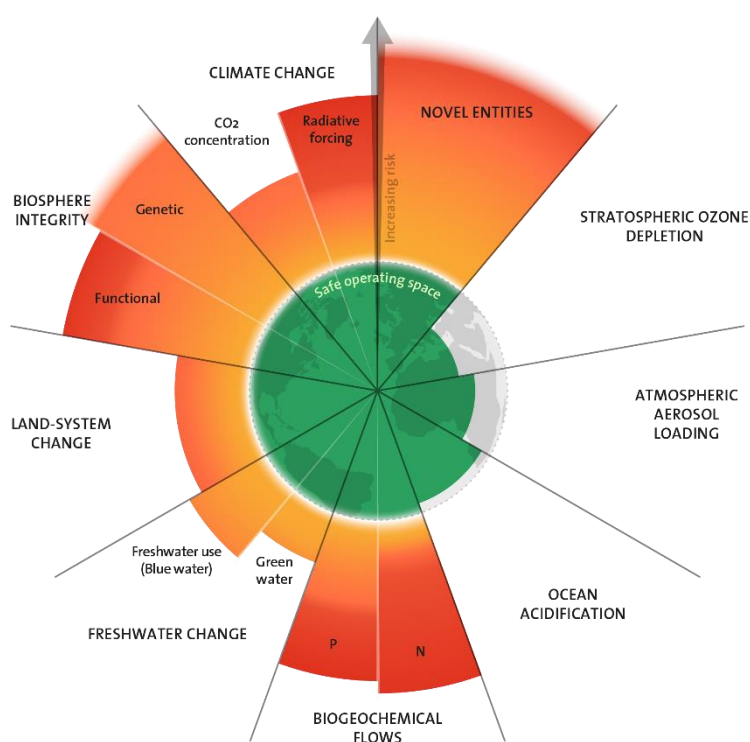 CLIMATE CHANGE
CO2
concentration
Radiative
forcing
NOVEL ENTITIES
Increasing risk
BIOSPHERE
INTEGRITY
Genetic
STRATOSPHERIC OZONE
DEPLETION
Functional
Safe operating space
LAND-SYSTEM
CHANGE
ATMOSPHERIC
AEROSOL
LOADING
Freshwater use
(Blue water)
Green
water
FRESHWATER CHANGE
OCEAN
ACIDIFICATION
P
N
BIOGEOCHEMICAL
FLOWS